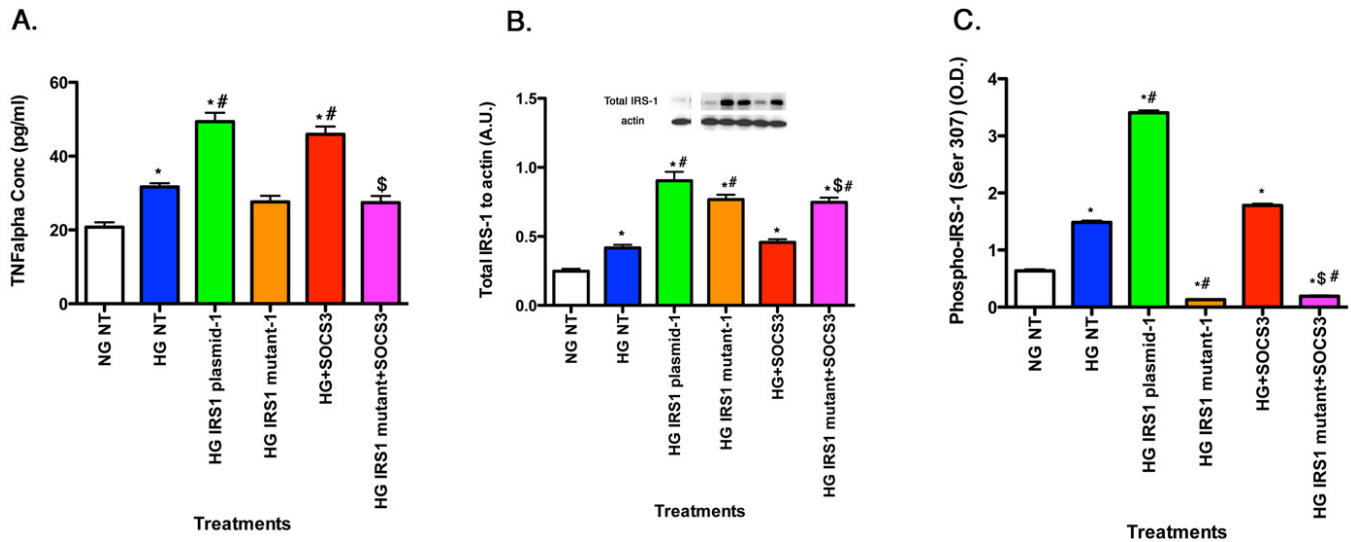 A.
TNFalpha Conc (pg/ml)
60
40
20
0
*
*#
*#
$
NG NT
HG NT
HG IRS1 plasmid-1
HG IRS1 mutant-1
HG+SOCS3
HG IRS1 mutant+SOCS3
Treatments
B.
Total IRS-1 to actin (A.U.)
1.5
1.0
0.5
0.0
Total IRS-1
actin
*
*#
*#
*
*$#
NG NT
HG NT
HG IRS1 plasmid-1
HG IRS1 mutant-1
HG+SOCS3
HG IRS1 mutant+SOCS3
Treatments
C.
Phospho-IRS-1 (Ser 307) (O.D.)
4
3
2
1
0
*
*#
*#
*
*$ #
NG NT
HG NT
HG IRS1 plasmid-1
HG IRS1 mutant-1
HG+SOCS3
HG IRS1 mutant+SOCS3
Treatments